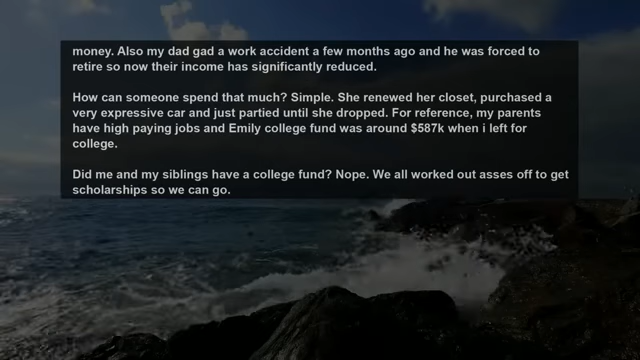 money. Also my dad gad a work accident a few months ago and he was forced to
retire so now their income has significantly reduced.
How can someone spend that much? Simple. She renewed her closet, purchased a
very expressive car and just partied until she dropped. For reference, my parents
have high paying jobs and Emily college fund was around $587k when i left for
college.
Did me and my siblings have a college fund? Nope. We all worked out asses off to get
scholarships so we can go.